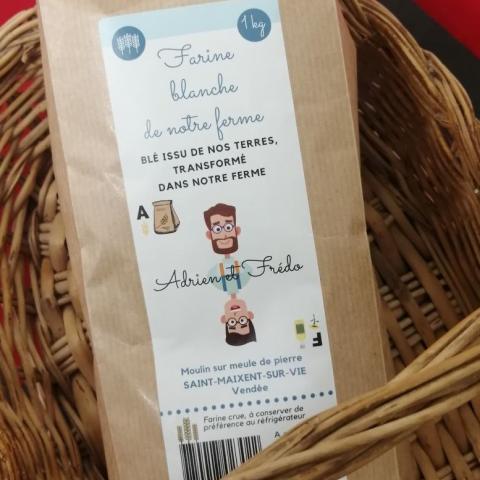 1 kg
Farine
blanche
de notre ferme
BLÉ ISSU DE NOS TERRES,
TRANSFORMÉ
DANS NOTRE FERME
A
Adrien et Frédo
F
Moulin sur meule de pierre
SAINT-MAIXENT-SUR-VIE
Vendée
Farine crue, à conserver de
préférence au réfrigérateur
A